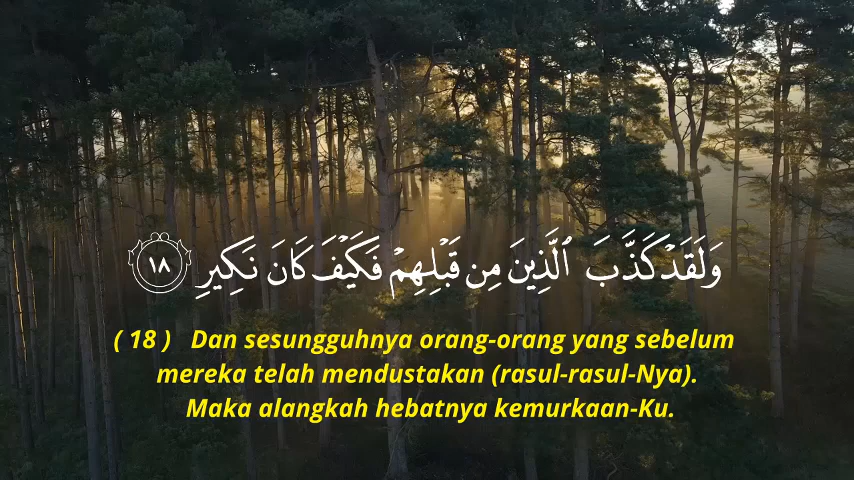 وَلَقَدْ كَذَّبَ ٱلَّذِينَ مِن قَبْلِهِمْ فَكَيْفَ كَانَ نَكِيرِ ١٨
( 18 ) Dan sesungguhnya orang-orang yang sebelum
mereka telah mendustakan (rasul-rasul-Nya).
Maka alangkah hebatnya kemurkaan-Ku.